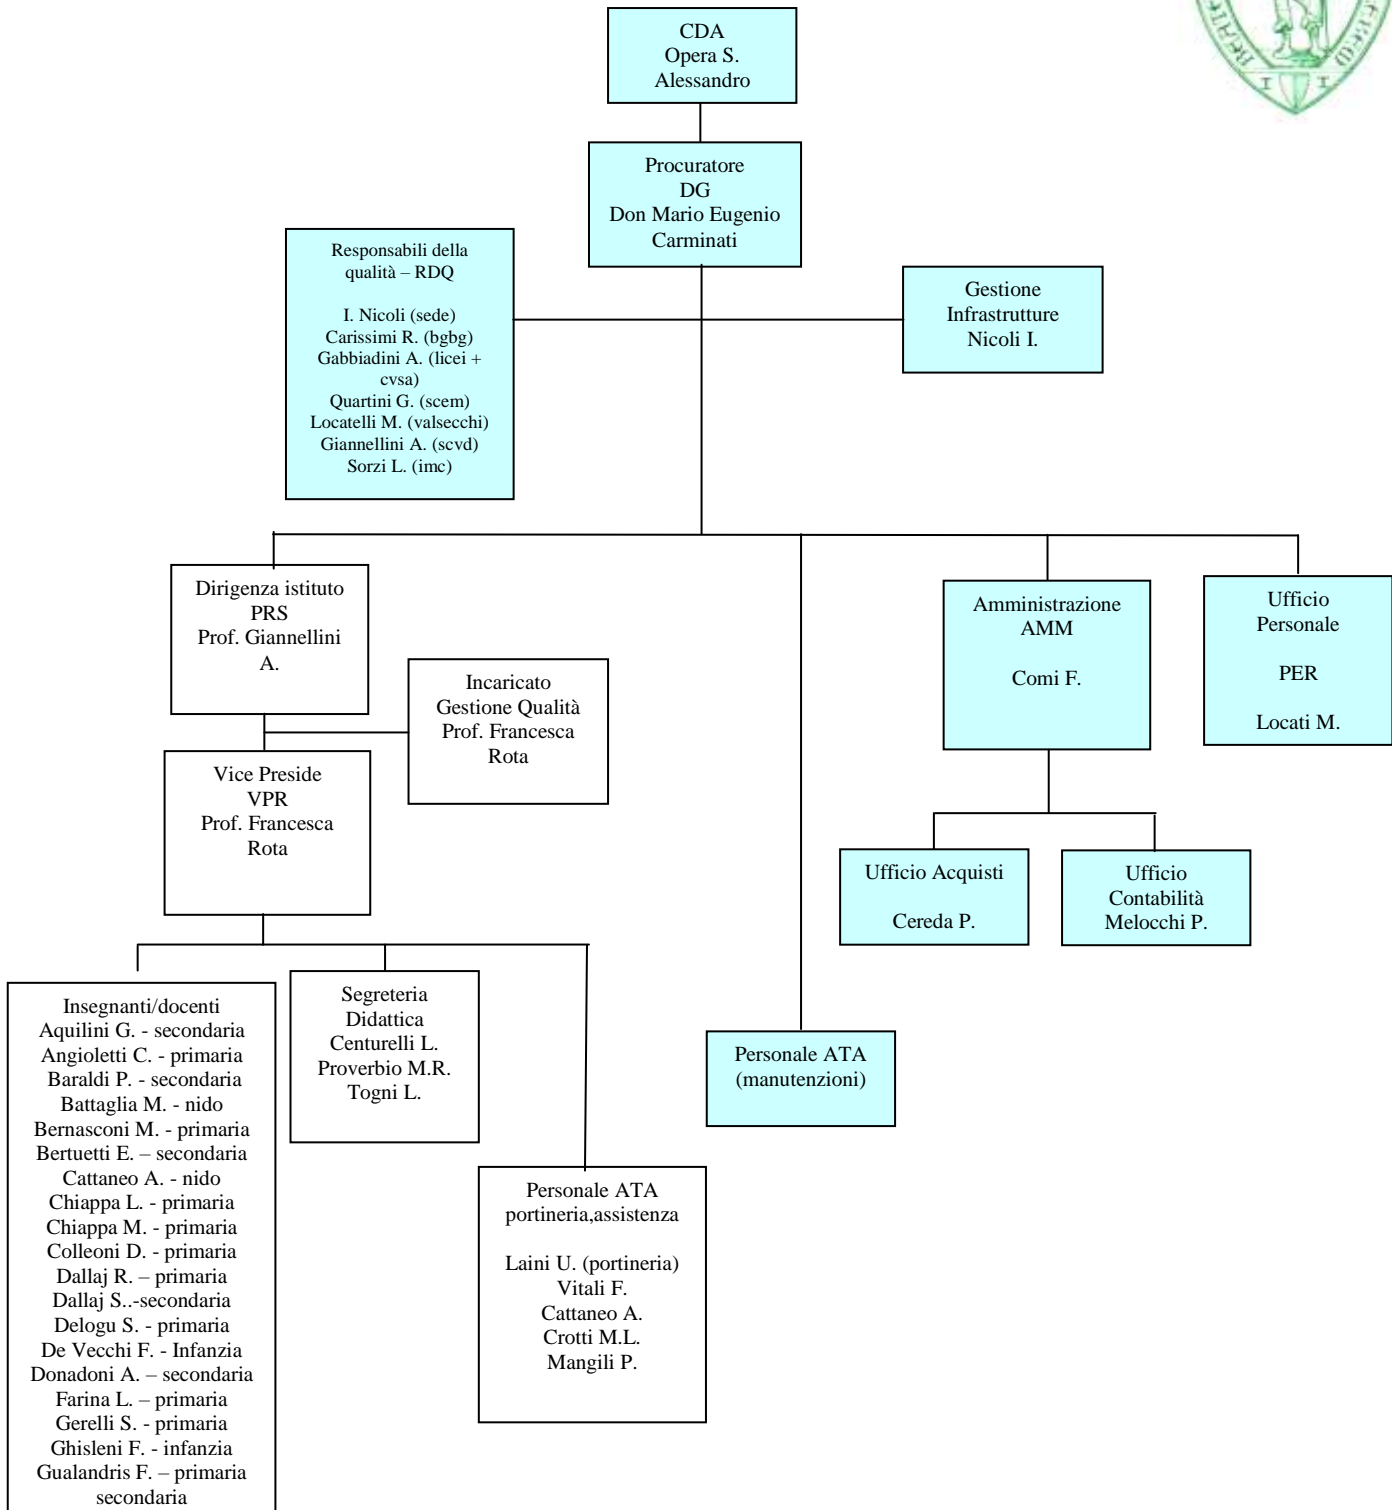 CDA
Opera S.
Alessandro
Procuratore
DG
Don Mario Eugenio
Carminati
Responsabili della
qualità – RDQ
I. Nicoli (sede)
Carissimi R. (bgbg)
Gabbiadini A. (licei +
cvsa)
Quartini G. (scem)
Locatelli M. (valsecchi)
Giannellini A. (scvd)
Sorzi L. (imc)
Gestione
Infrastrutture
Nicoli I.
Dirigenza istituto
PRS
Prof. Giannellini
A.
Incaricato
Gestione Qualità
Prof. Francesca
Rota
Vice Preside
VPR
Prof. Francesca
Rota
Amministrazione
AMM
Comi F.
Ufficio
Personale
PER
Locati M.
Ufficio Acquisti
Cereda P.
Ufficio
Contabilità
Melocchi P.
Insegnanti/docenti
Aquilini G. - secondaria
Angioletti C. - primaria
Baraldi P. - secondaria
Battaglia M. - nido
Bernasconi M. - primaria
Bertuetti E. – secondaria
Cattaneo A. - nido
Chiappa L. - primaria
Chiappa M. - primaria
Colleoni D. - primaria
Dallaj R. – primaria
Dallaj S..-secondaria
Delogu S. - primaria
De Vecchi F. - Infanzia
Donadoni A. – secondaria
Farina L. – primaria
Gerelli S. - primaria
Ghisleni F. - infanzia
Gualandris F. – primaria
secondaria
Segreteria
Didattica
Centurelli L.
Proverbio M.R.
Togni L.
Personale ATA
portineria,assistenza
Laini U. (portineria)
Vitali F.
Cattaneo A.
Crotti M.L.
Mangili P.
Personale ATA
(manutenzioni)